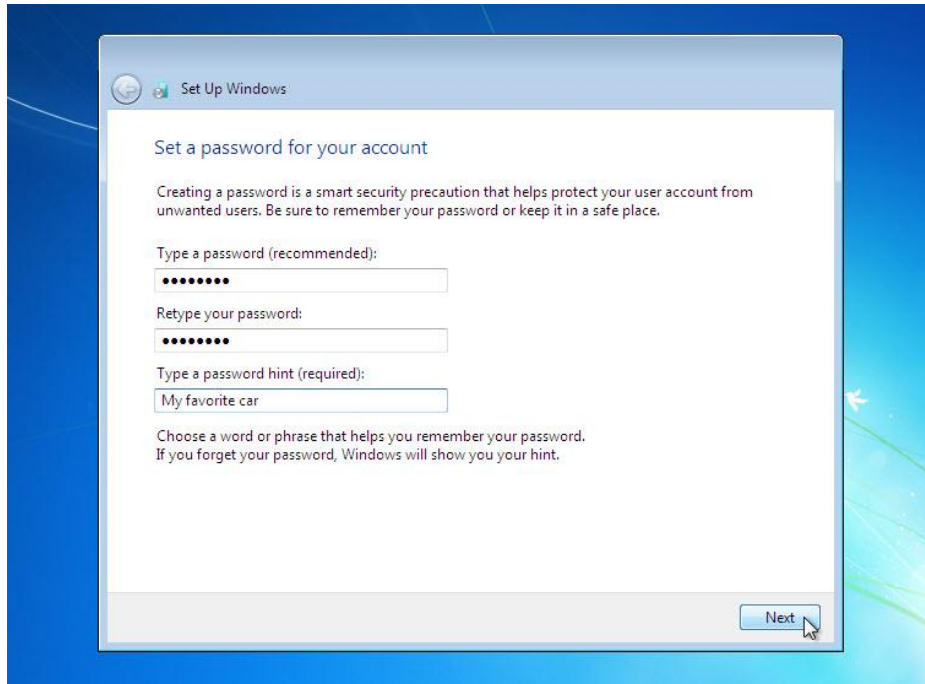 Set Up Windows
Set a password for your account
Creating a password is a smart security precaution that helps protect your user account from
unwanted users. Be sure to remember your password or keep it in a safe place.
Type a password (recommended):
••••••••
Retype your password:
••••••••
Type a password hint (required):
My favorite car
Choose a word or phrase that helps you remember your password.
If you forget your password, Windows will show you your hint.
Next